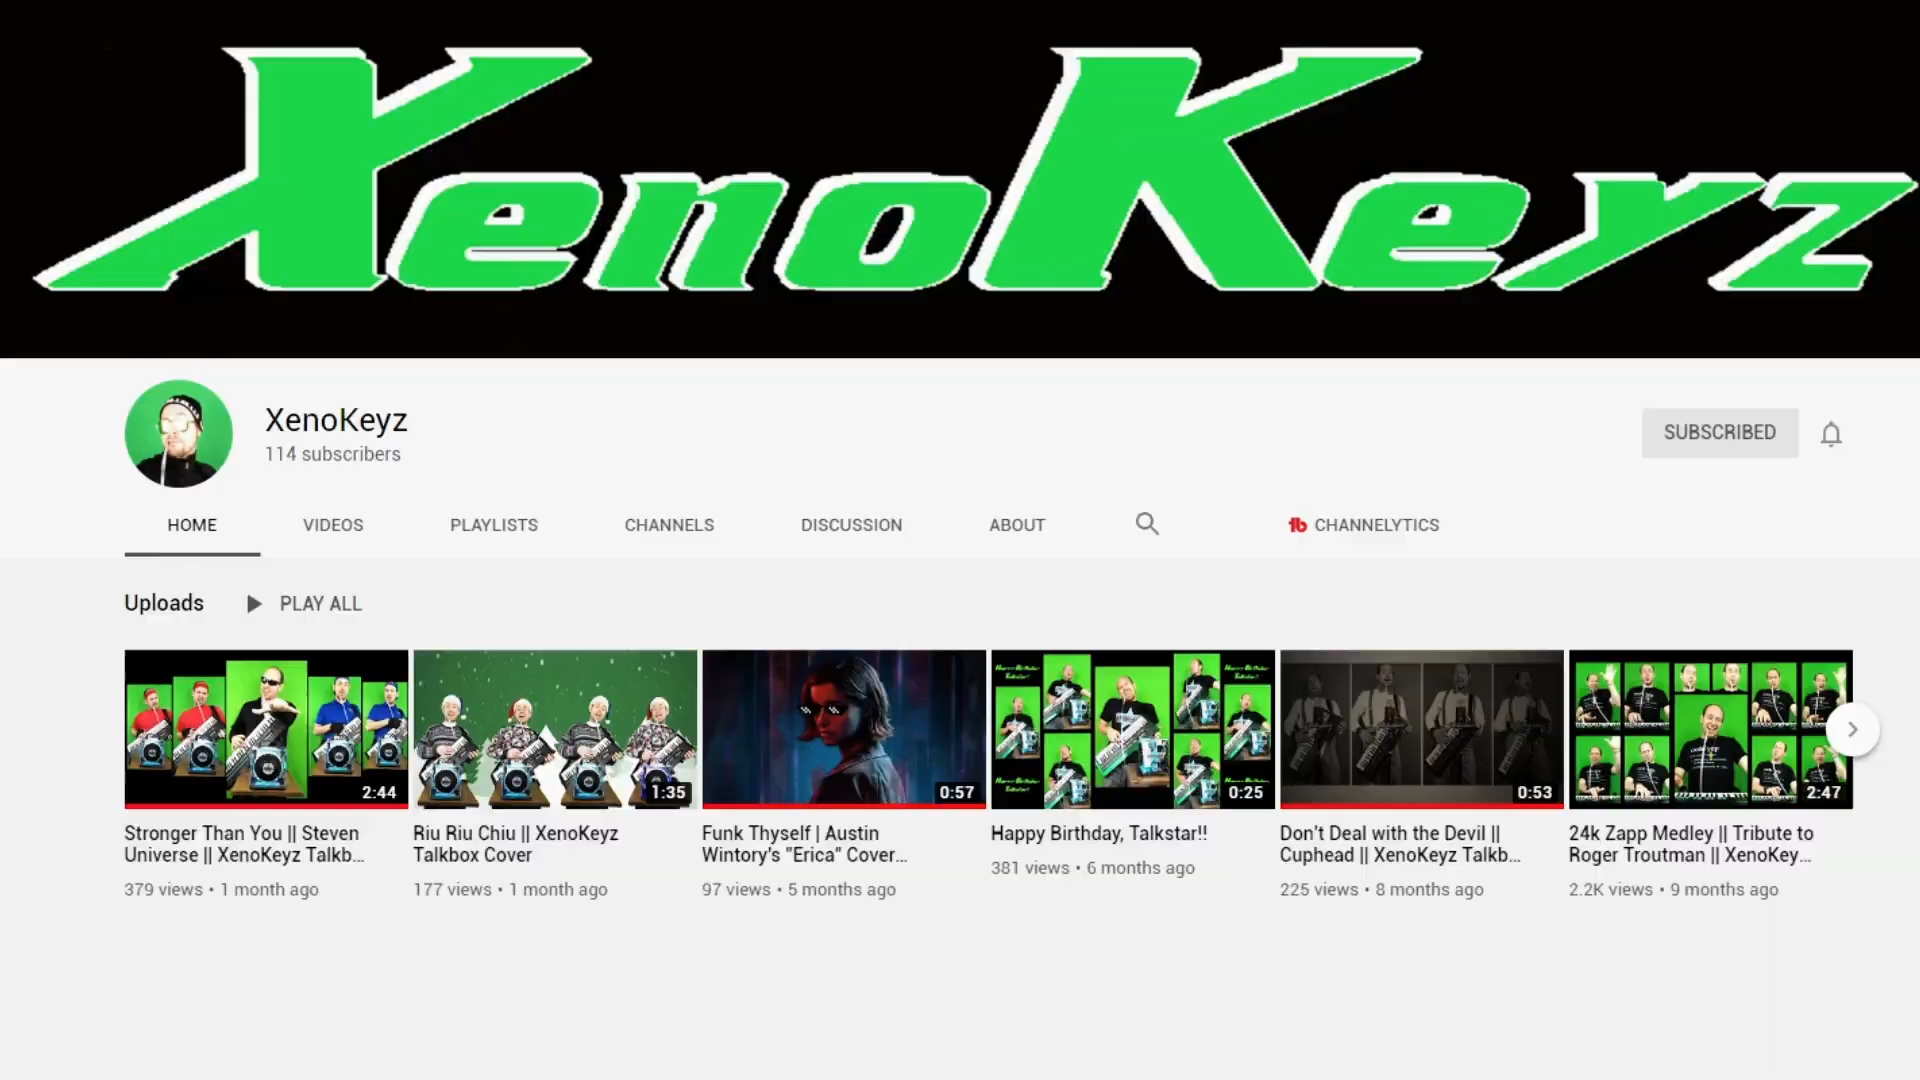 XenoKeyz
XenoKeyz
114 subscribers
SUBSCRIBED
HOME VIDEOS PLAYLISTS CHANNELS DISCUSSION ABOUT CHANNELYTICS
Uploads PLAY ALL
2:44
Stronger Than You || Steven
Universe || XenoKeyz Talkb...
379 views • 1 month ago
1:35
Riu Riu Chiu || XenoKeyz
Talkbox Cover
177 views • 1 month ago
0:57
Funk Thyself | Austin
Wintory's "Erica" Cover...
97 views • 5 months ago
Happy Birthday
Talkstar!
0:25
Happy Birthday, Talkstar!!
381 views • 6 months ago
0:53
Don't Deal with the Devil ||
Cuphead || XenoKeyz Talkb...
225 views • 8 months ago
2:47
24k Zapp Medley || Tribute to
Roger Troutman || XenoKey...
2.2K views • 9 months ago